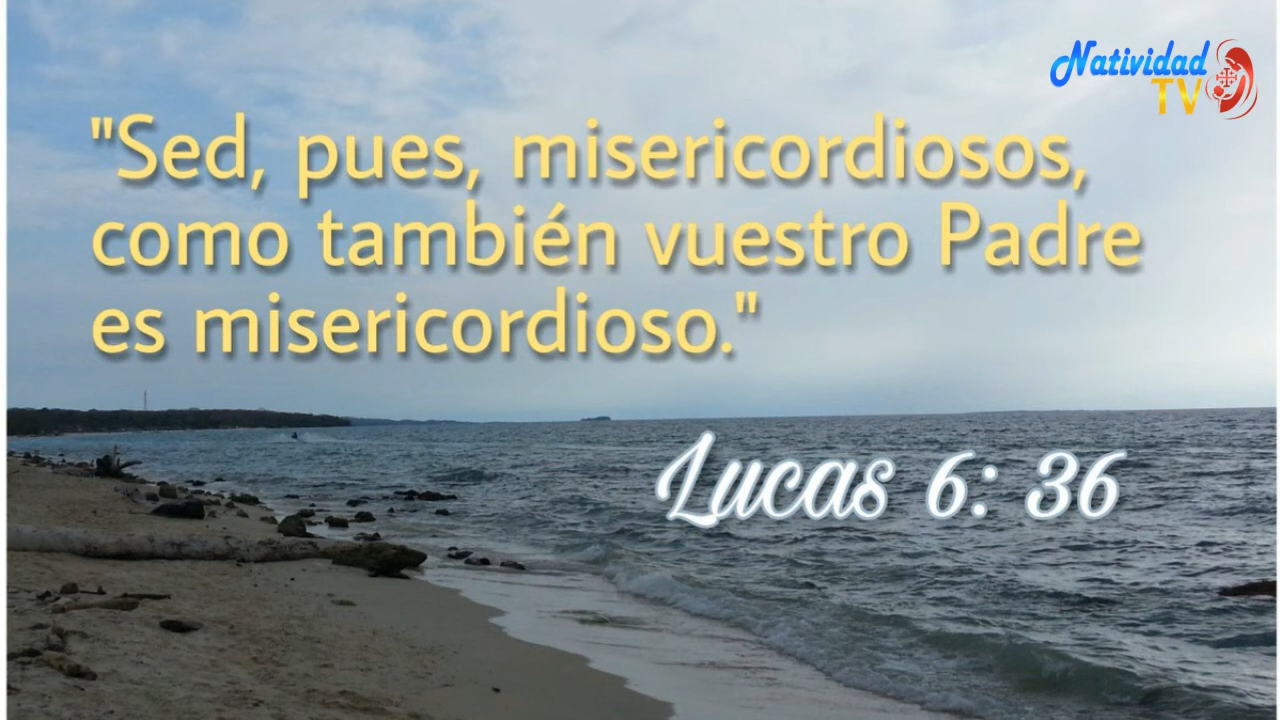 Natividad
TV
"Sed, pues, misericordiosos,
como también vuestro Padre
es misericordioso."
Lucas 6: 36